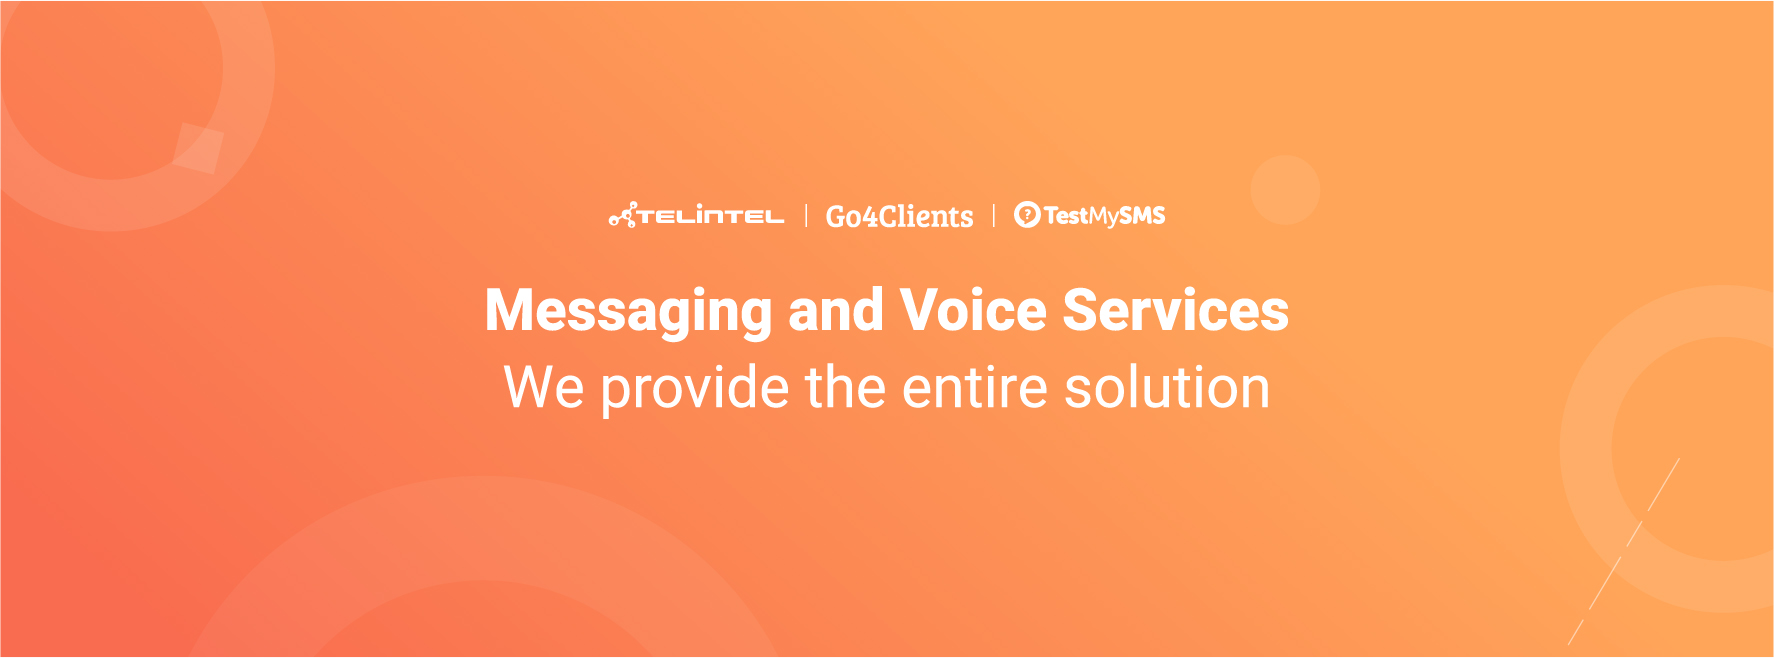 TELINTEL | Go4Clients | TestMySMS
Messaging and Voice Services
We provide the entire solution